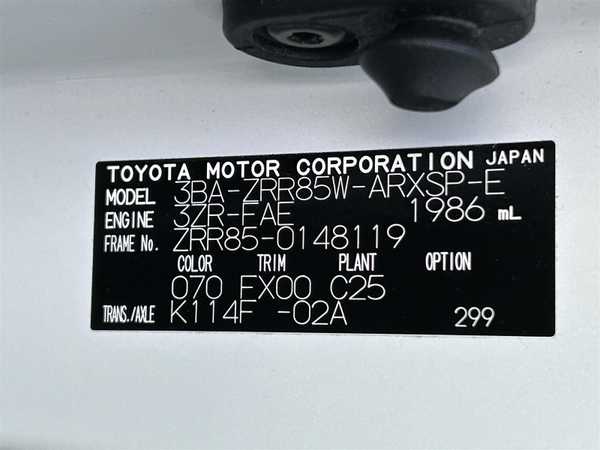 TOYOTA MOTOR CORPORATION JAPAN
MODEL 3BA-ZRR85W-ARXSP-E
ENGINE 3ZR-FAE 1986 mL
FRAME No. ZRR85-0148119
COLOR TRIM PLANT OPTION
070 FX00 C25
TRANS./AXLE K114F -02A 299